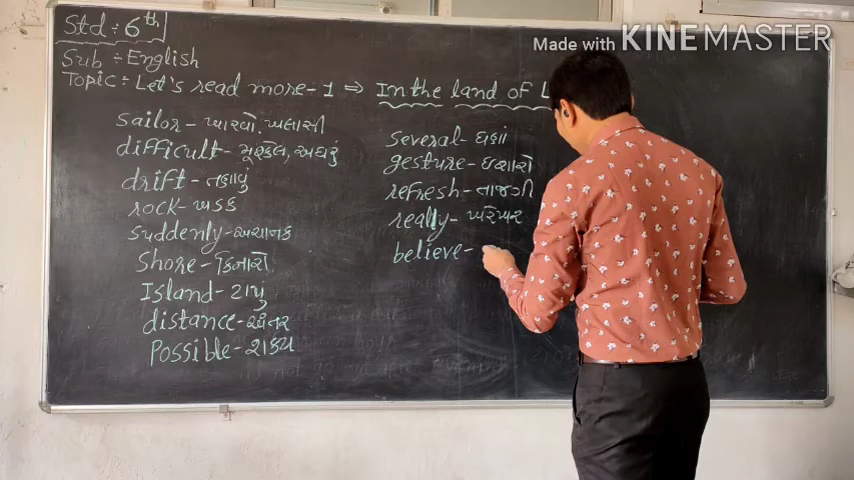 Made with KINEMASTER
Std ÷ 6th
Sub ÷ English
Topic ÷ Let's read more-1 ⇒ In the land of
sailor - ખારવો, ખલાસી
difficult - મુશ્કેલ, અઘરું
drift - તણાવું
rock - ખડક
suddenly - અચાનક
Shore - કિનારો
Island - ટાપું
distance - અંતર
Possible - શક્ય
several - ઘણાં
gesture - ઇશારો
refresh - તાજગી
really - ખરેખર
believe -